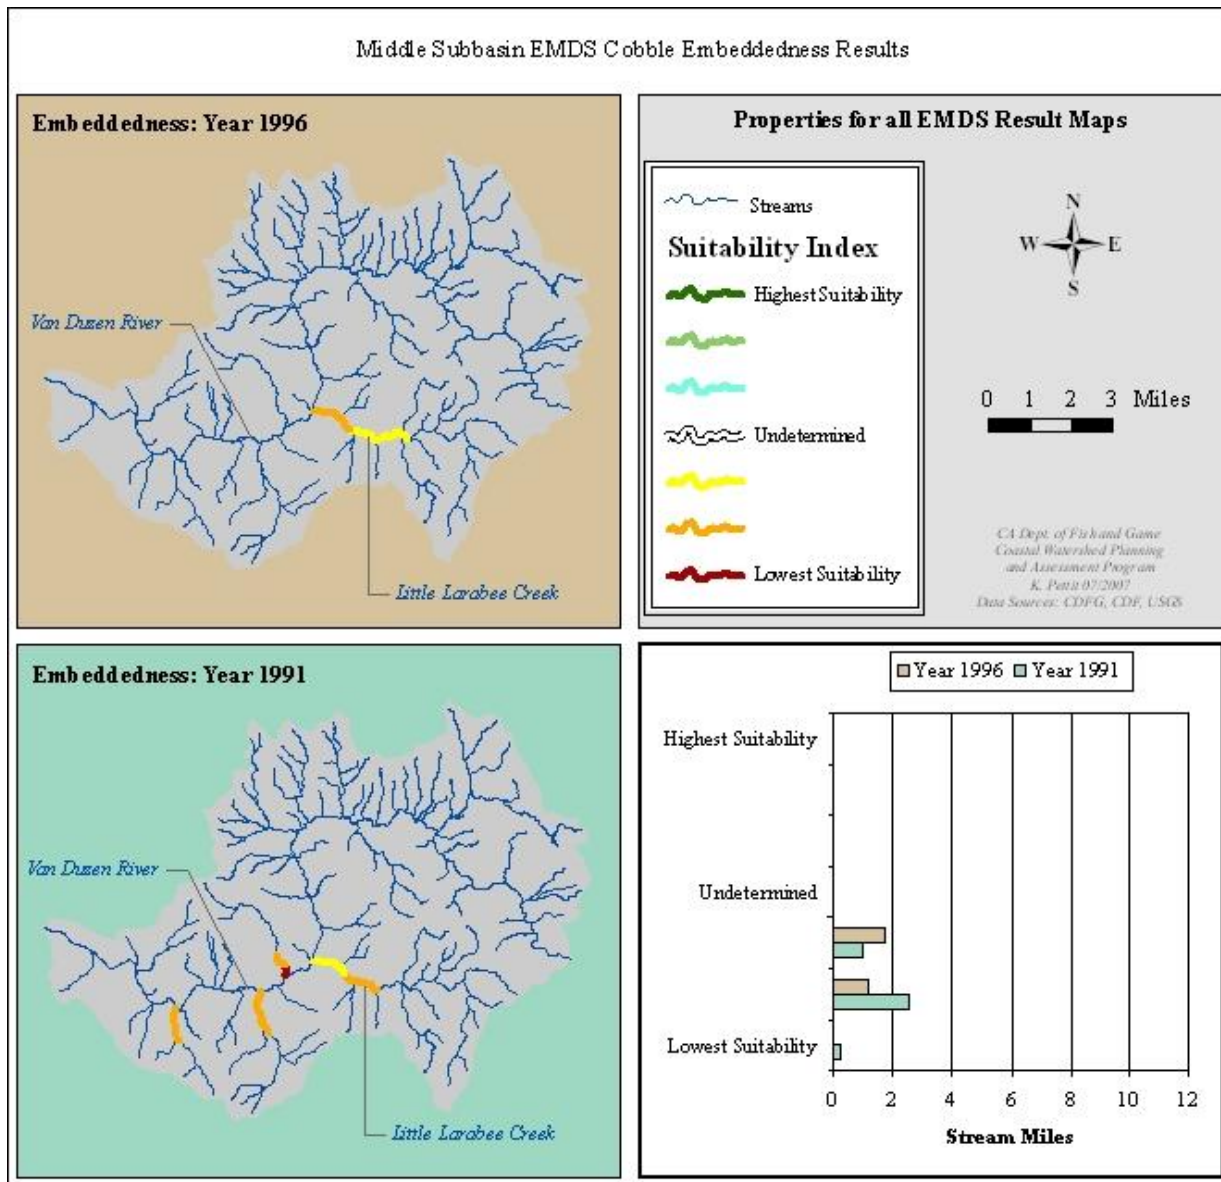 Middle Subbasin EMDS Cobble Embeddedness Results
Embeddedness: Year 1996
Van Duzen River
Little Larabee Creek
Properties for all EMDS Result Maps
Streams
Suitability Index
Highest Suitability
Undetermined
Lowest Suitability
N
W E
S
0 1 2 3 Miles
CA Dept. of Fish and Game
Coastal Watershed Planning
and Assessment Program
K. Pettit 07/2007
Data Sources: CDFG, CDF, USGS
Embeddedness: Year 1991
Van Duzen River
Little Larabee Creek
Year 1996 Year 1991
Highest Suitability
Undetermined
Lowest Suitability
0 2 4 6 8 10 12
Stream Miles